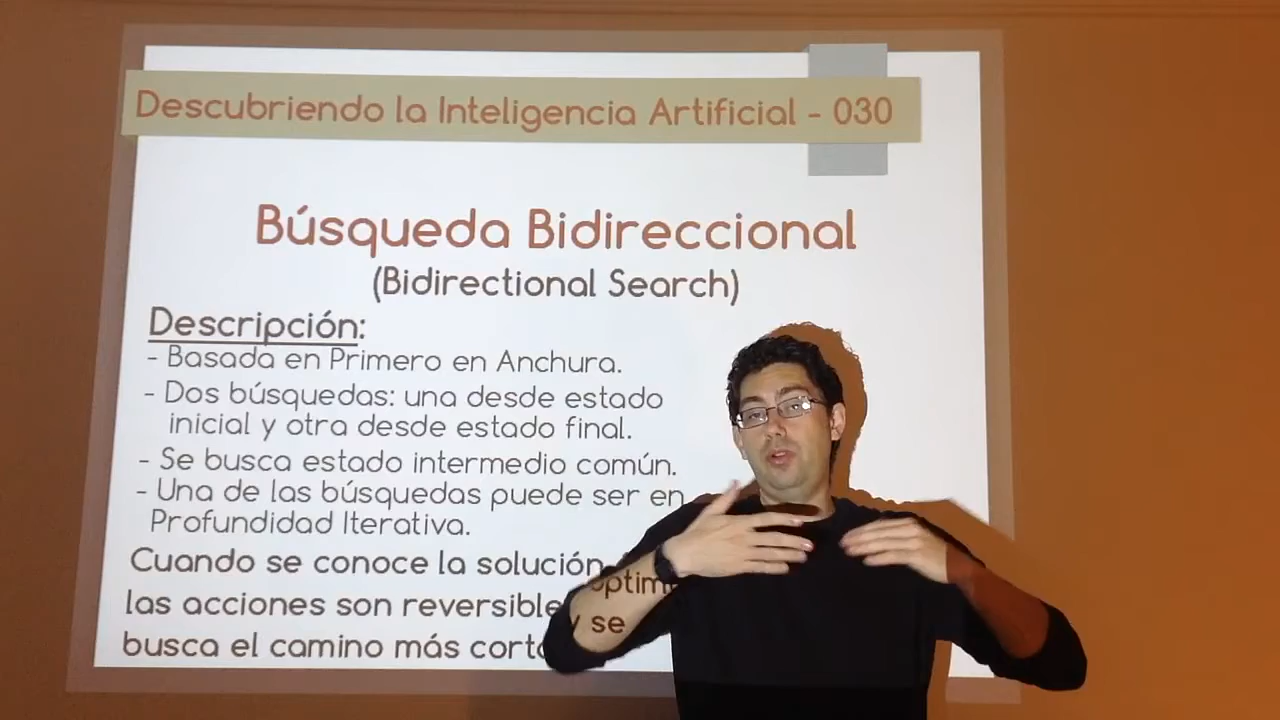 Descubriendo la Inteligencia Artificial - 030
Búsqueda Bidireccional
(Bidirectional Search)
Descripción:
- Basada en Primero en Anchura.
- Dos búsquedas: una desde estado
inicial y otra desde estado final.
- Se busca estado intermedio común.
- Una de las búsquedas puede ser en
Profundidad Iterativa.
Cuando se conoce la solución
las acciones son reversible y se
busca el camino más corto